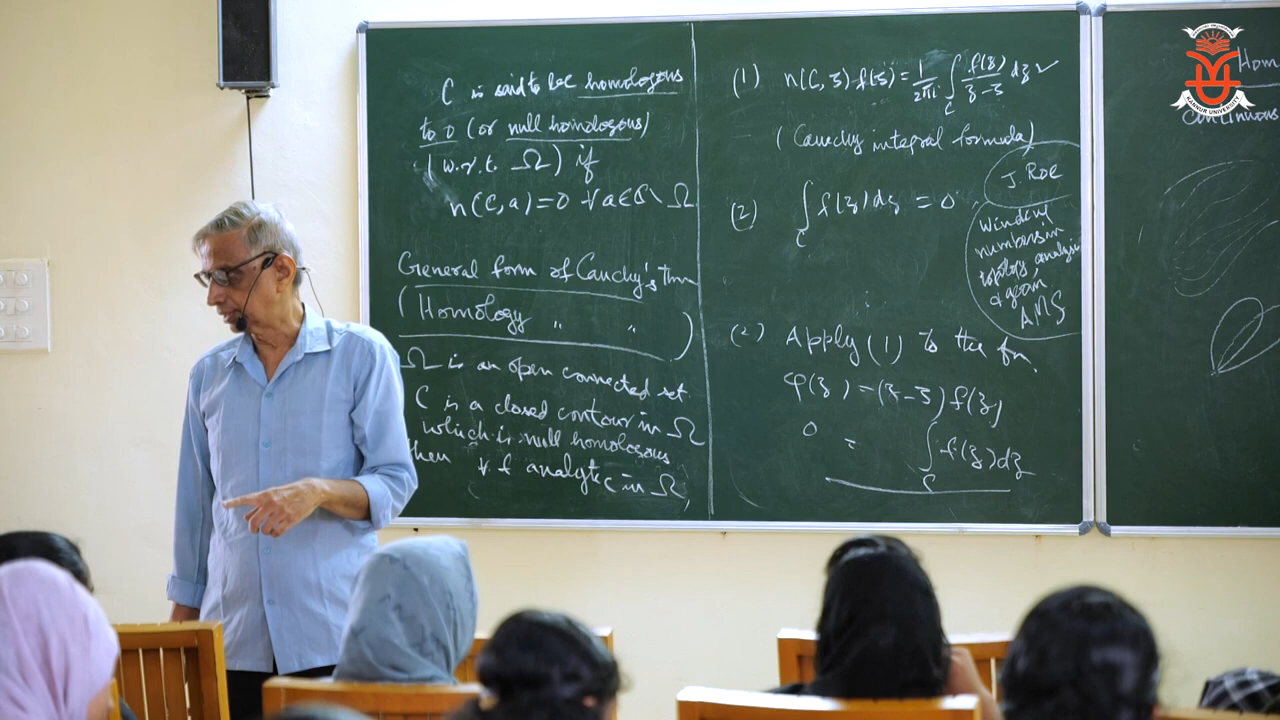 C is said to be homologous
to 0 (or null homologous)
(w.r.t. Ω) if
n(C, a) = 0 ∀ a ∈ ℂ \ Ω
General form of Cauchy's thm
(Homology " " )
Ω is an open connected set.
C is a closed contour in Ω
which is null homologous
then ∀ f analytic in Ω,
(1) n(C, ζ) f(ζ) = 1/2πi ∫_C f(z)/(z-ζ) dz ✓
(Cauchy integral formula)
J. Roe
(2) ∫_C f(z) dz = 0
Winding
numbers in
topology, analysis
& geom,
AMS
(2) Apply (1) to the fn
φ(z) = (z-ζ) f(z)
0 = ∫_C f(z) dz
Hom
continuous
KANNUR UNIVERSITY